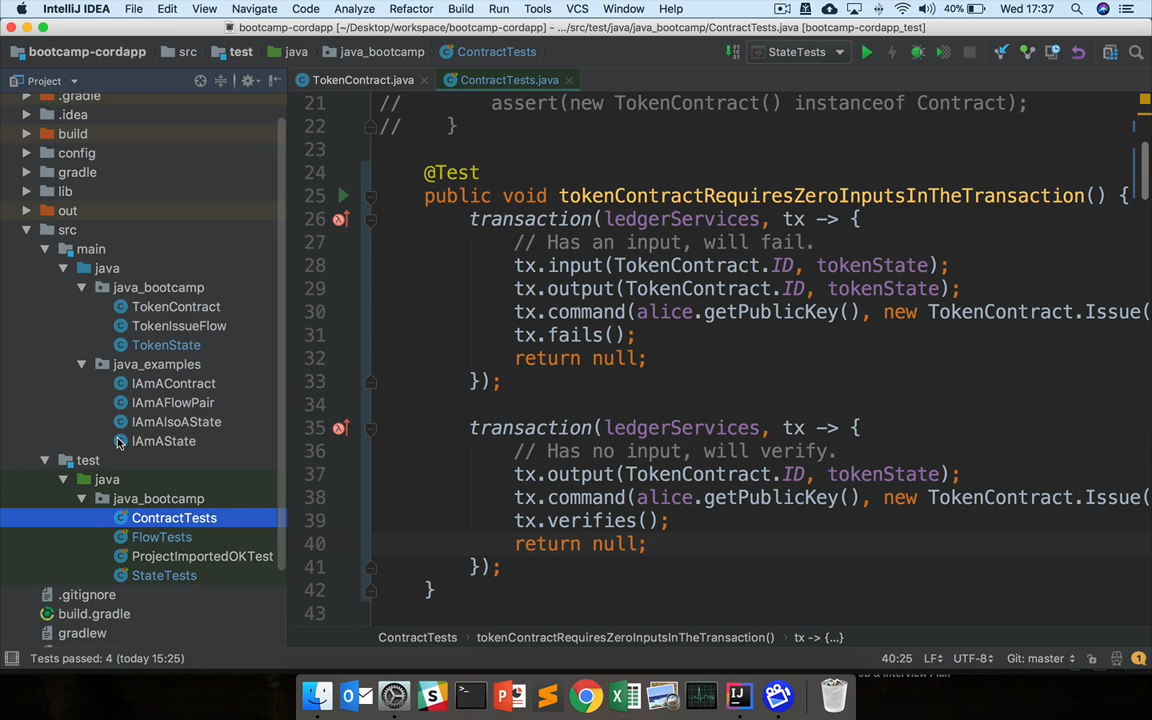 IntelliJ IDEA File Edit View Navigate Code Analyze Refactor Build Run Tools VCS Window Help 40% Wed 17:37
bootcamp-cordapp [~/Desktop/workspace/bootcamp-cordapp] - .../src/test/java/java_bootcamp/ContractTests.java [bootcamp-cordapp_test]
bootcamp-cordapp src test java java_bootcamp ContractTests StateTests
Project TokenContract.java ContractTests.java
.gradle
.idea
build
config
gradle
lib
out
src
main
java
java_bootcamp
TokenContract
TokenIssueFlow
TokenState
java_examples
IAmAContract
IAmAFlowPair
IAmAlsoAState
IAmAState
test
java
java_bootcamp
ContractTests
FlowTests
ProjectImportedOKTest
StateTests
.gitignore
build.gradle
gradlew
21 // assert(new TokenContract() instanceof Contract);
22 // }
23
24 @Test
25 public void tokenContractRequiresZeroInputsInTheTransaction() {
26 transaction(ledgerServices, tx -> {
27 // Has an input, will fail.
28 tx.input(TokenContract.ID, tokenState);
29 tx.output(TokenContract.ID, tokenState);
30 tx.command(alice.getPublicKey(), new TokenContract.Issue(
31 tx.fails();
32 return null;
33 });
34
35 transaction(ledgerServices, tx -> {
36 // Has no input, will verify.
37 tx.output(TokenContract.ID, tokenState);
38 tx.command(alice.getPublicKey(), new TokenContract.Issue(
39 tx.verifies();
40 return null;
41 });
42 }
43
ContractTests tokenContractRequiresZeroInputsInTheTransaction() tx -> {...}
Tests passed: 4 (today 15:25) 40:25 LF UTF-8 Git: master 1